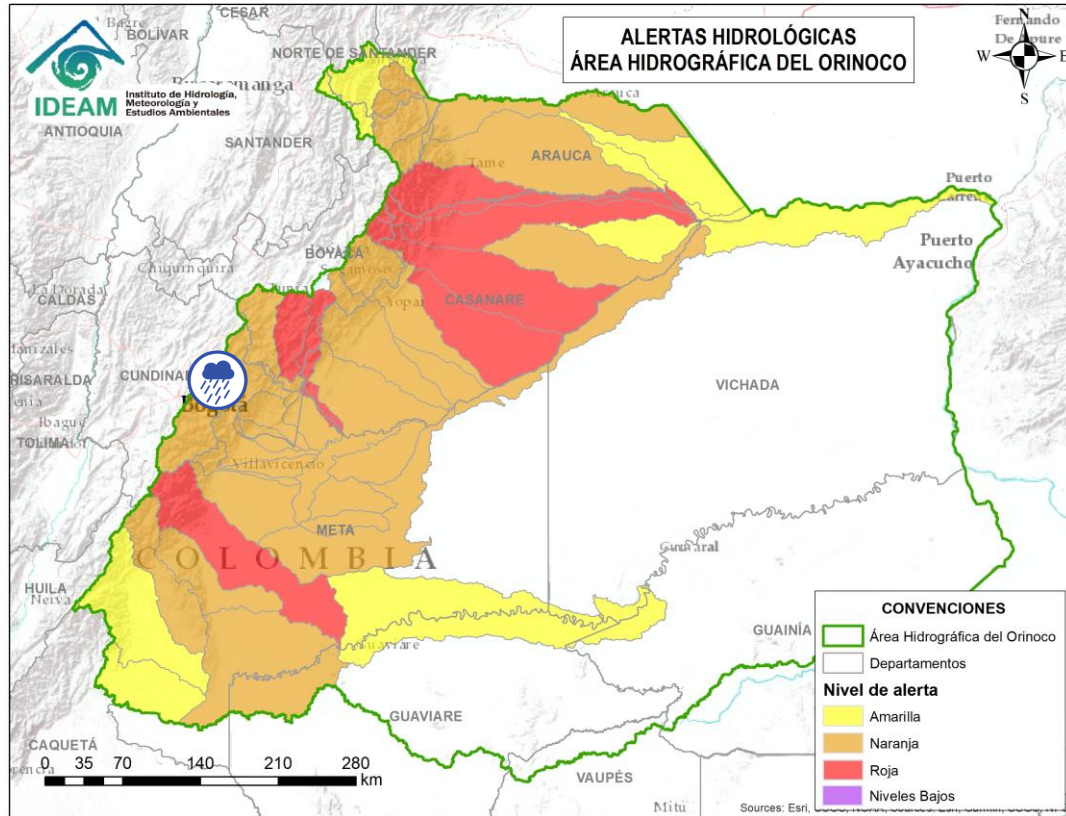 ALERTAS HIDROLÓGICAS
ÁREA HIDROGRÁFICA DEL ORINOCO
IDEAM
Instituto de Hidrología,
Meteorología y
Estudios Ambientales
N
W
E
S
CESAR
BOLÍVAR
NORTE DE SANTANDER
ANTIOQUIA
SANTANDER
ARAUCA
Tame
Puerto
Puerto
Ayacucho
BOYACÁ
Chiquinquira
La Dorada
CALDAS
CASANARE
Yopal
RISARALDA
VICHADA
Bogotá
Ibagué
TOLIMA
Villavicencio
META
COLOMBIA
HUILA
Neiva
GUAINÍA
GUAVIARE
CAQUETÁ
VAUPÉS
Mitú
0 35 70 140 210 280
km
CONVENCIONES
Área Hidrográfica del Orinoco
Departamentos
Nivel de alerta
Amarilla
Naranja
Roja
Niveles Bajos
Sources: Esri,